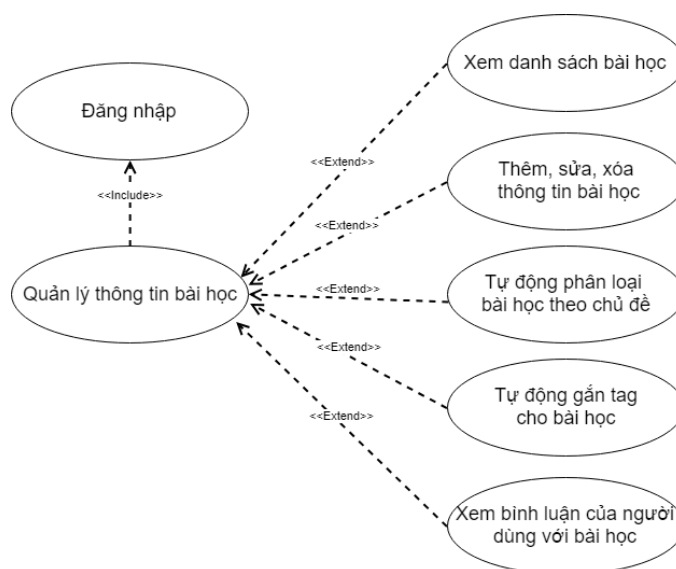 Xem danh sách bài học
Đăng nhập
<<Extend>>
<<Extend>>
Thêm, sửa, xóa
thông tin bài học
<<Include>>
<<Extend>>
Quản lý thông tin bài học
Tự động phân loại
bài học theo chủ đề
<<Extend>>
Tự động gắn tag
cho bài học
<<Extend>>
Xem bình luận của người
dùng với bài học